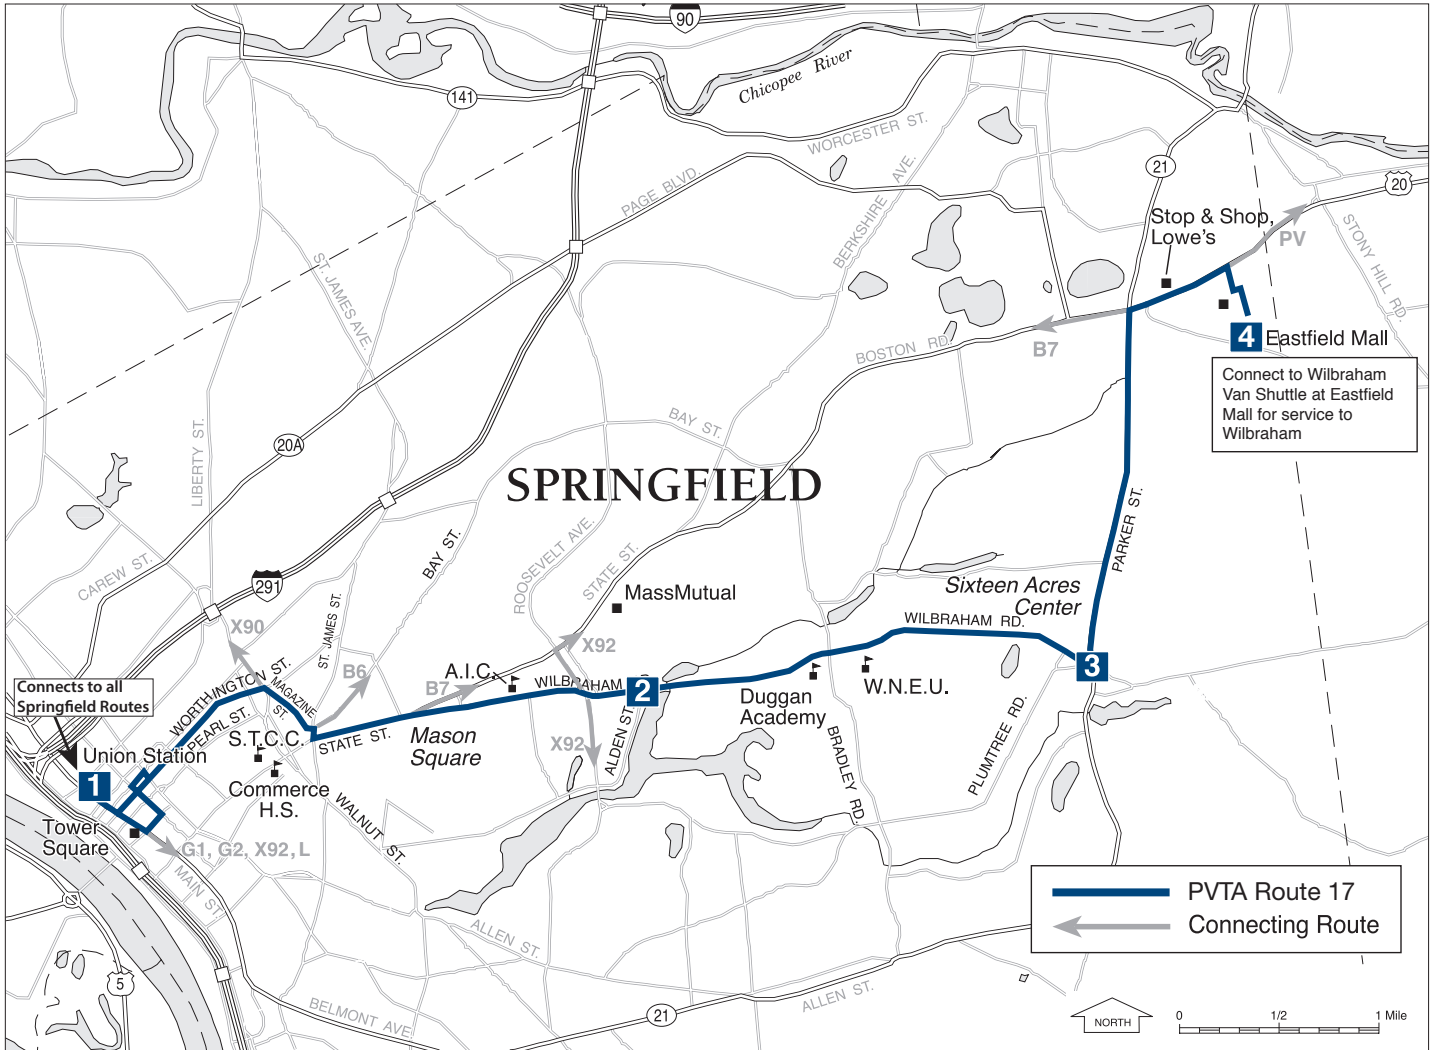 90
Chicopee River
141
WORCESTER ST.
21
20
PAGE BLVD.
BERKSHIRE AVE.
Stop & Shop,
Lowe's
PV
STONY HILL RD.
ST. JAMES AVE.
B7
BOSTON RD.
4
Eastfield Mall
Connect to Wilbraham
Van Shuttle at Eastfield
Mall for service to
Wilbraham
LIBERTY ST.
20A
BAY ST.
SPRINGFIELD
PARKER ST.
BAY ST.
ROOSEVELT AVE.
STATE ST.
CAREW ST.
291
MassMutual
Sixteen Acres
Center
WILBRAHAM RD.
X90
ST. JAMES ST.
X92
3
B6
A.I.C.
B7
WILBRAHAM
2
Duggan
Academy
W.N.E.U.
Connects to all
Springfield Routes
WORTHINGTON ST.
MAGAZINE
ST.
PEARL ST.
S.T.C.C.
STATE ST.
Mason
Square
X92
ALDEN ST.
BRADLEY RD.
PLUMTREE RD.
Union Station
1
Commerce
H.S.
WALNUT ST.
Tower
Square
G1, G2, X92, L
MAIN ST.
ALLEN ST.
5
BELMONT AVE.
21
ALLEN ST.
PVTA Route 17
Connecting Route
NORTH
0 1/2 1 Mile